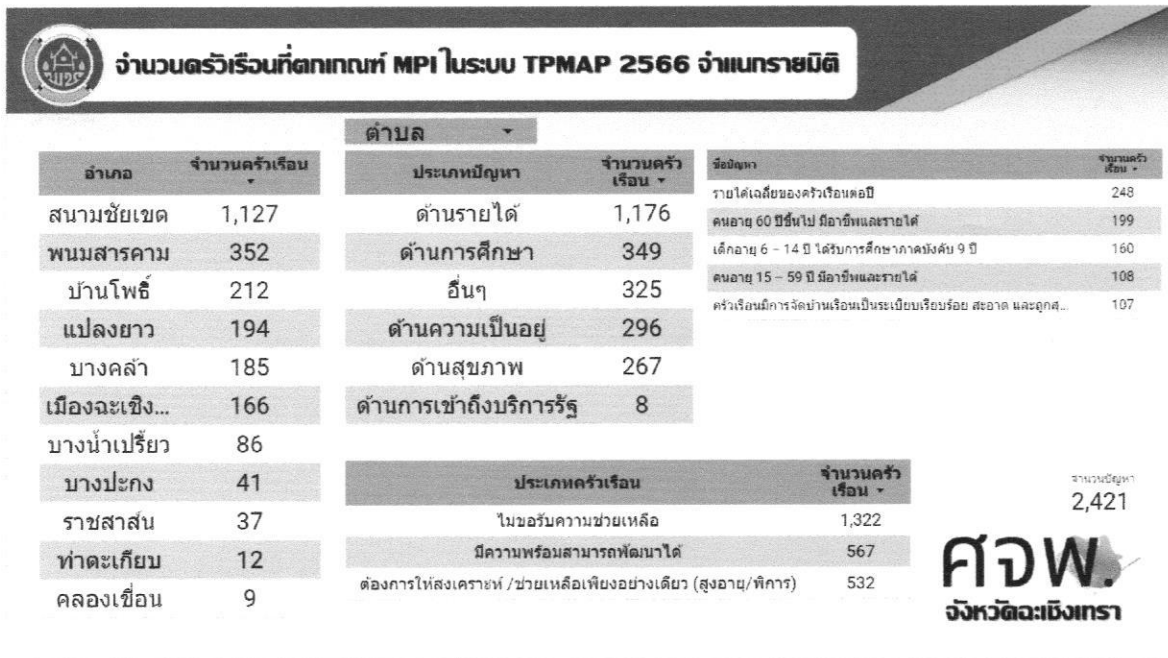 จำนวนครัวเรือนที่ตกเกณฑ์ MPI ในระบบ TPMAP 2566 จำแนกรายมิติ
ตำบล
อำเภอ จำนวนครัวเรือน
สนามชัยเขต 1,127
พนมสารคาม 352
บ้านโพธิ์ 212
แปลงยาว 194
บางคล้า 185
เมืองฉะเชิง... 166
บางน้ำเปรี้ยว 86
บางปะกง 41
ราชสาส์น 37
ท่าตะเกียบ 12
คลองเขื่อน 9
ประเภทปัญหา จำนวนครัว
เรือน
ด้านรายได้ 1,176
ด้านการศึกษา 349
อื่นๆ 325
ด้านความเป็นอยู่ 296
ด้านสุขภาพ 267
ด้านการเข้าถึงบริการรัฐ 8
ชื่อปัญหา จำนวนครัว
เรือน
รายได้เฉลี่ยของครัวเรือนต่อปี 248
คนอายุ 60 ปีขึ้นไป มีอาชีพและรายได้ 199
เด็กอายุ 6 – 14 ปี ได้รับการศึกษาภาคบังคับ 9 ปี 160
คนอายุ 15 – 59 ปี มีอาชีพและรายได้ 108
ครัวเรือนมีการจัดบ้านเรือนเป็นระเบียบเรียบร้อย สะอาด และถูกสุ... 107
ประเภทครัวเรือน จำนวนครัว
เรือน
ไม่ขอรับความช่วยเหลือ 1,322
มีความพร้อมสามารถพัฒนาได้ 567
ต้องการให้สงเคราะห์ /ช่วยเหลือเพียงอย่างเดียว (สูงอายุ/พิการ) 532
จำนวนปัญหา
2,421
ศจพ.
จังหวัดฉะเชิงเทรา